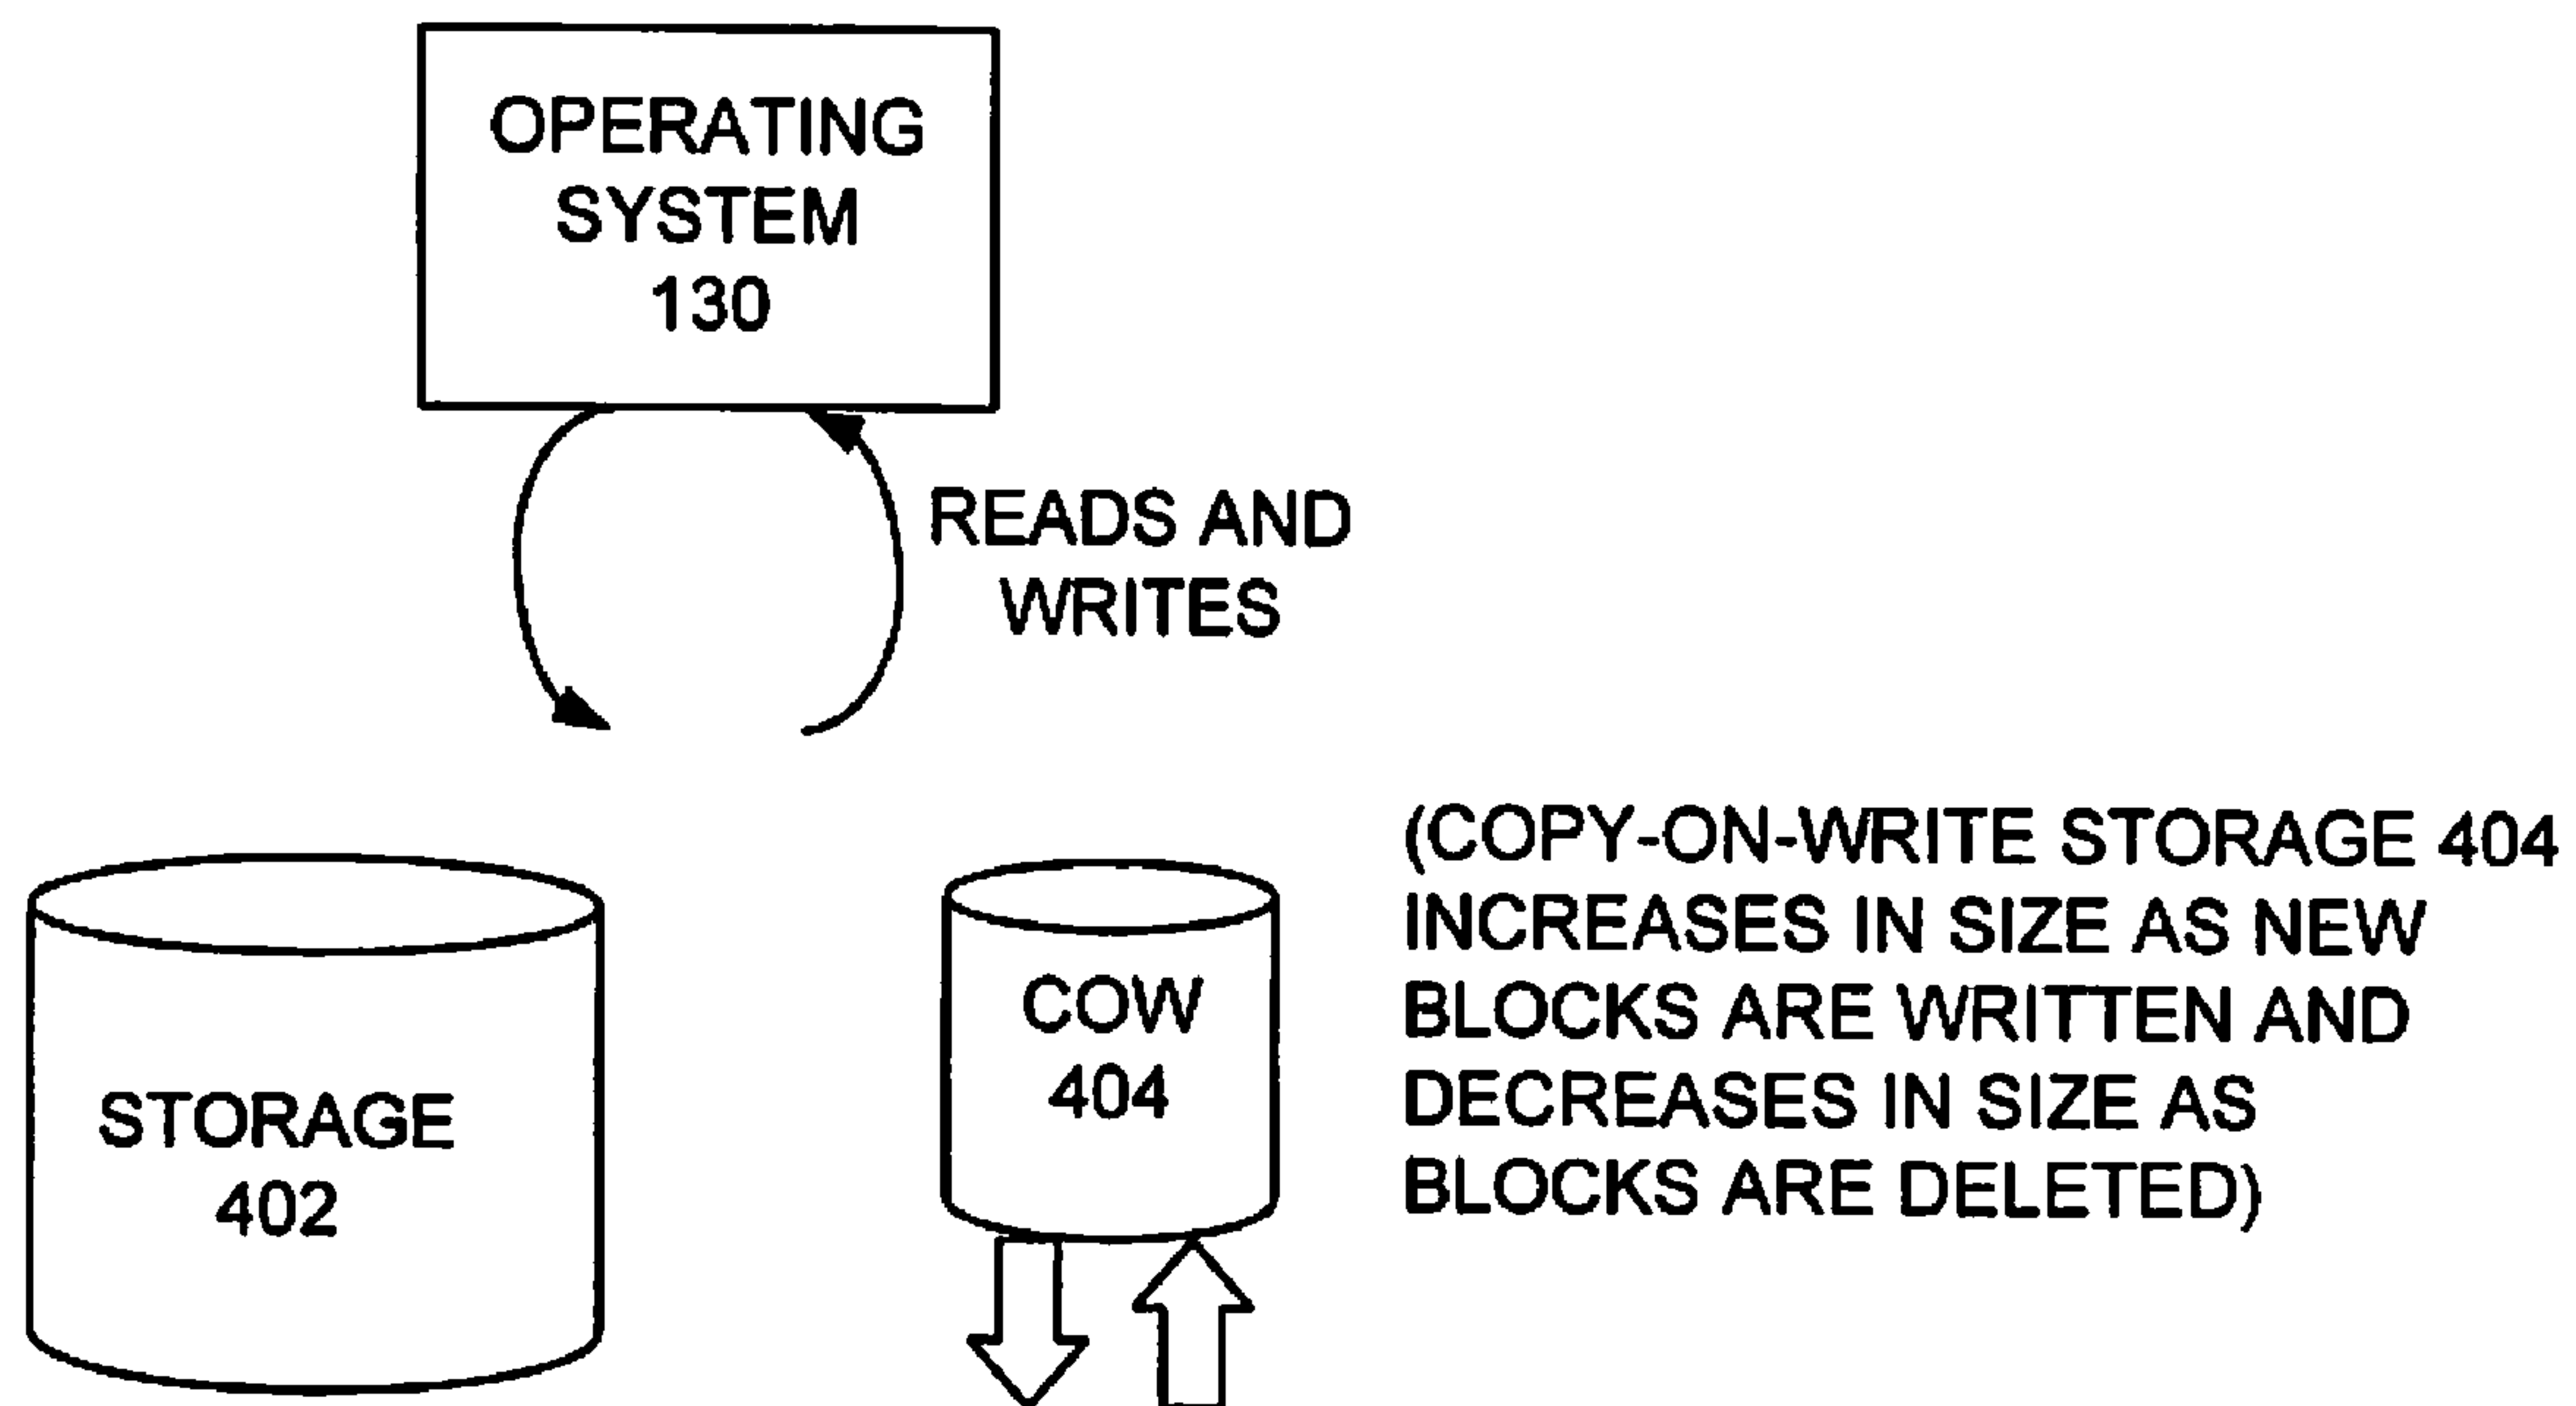 OPERATING
SYSTEM
130
READS AND
WRITES
STORAGE
402
COW
404
(COPY-ON-WRITE STORAGE 404
INCREASES IN SIZE AS NEW
BLOCKS ARE WRITTEN AND
DECREASES IN SIZE AS
BLOCKS ARE DELETED)